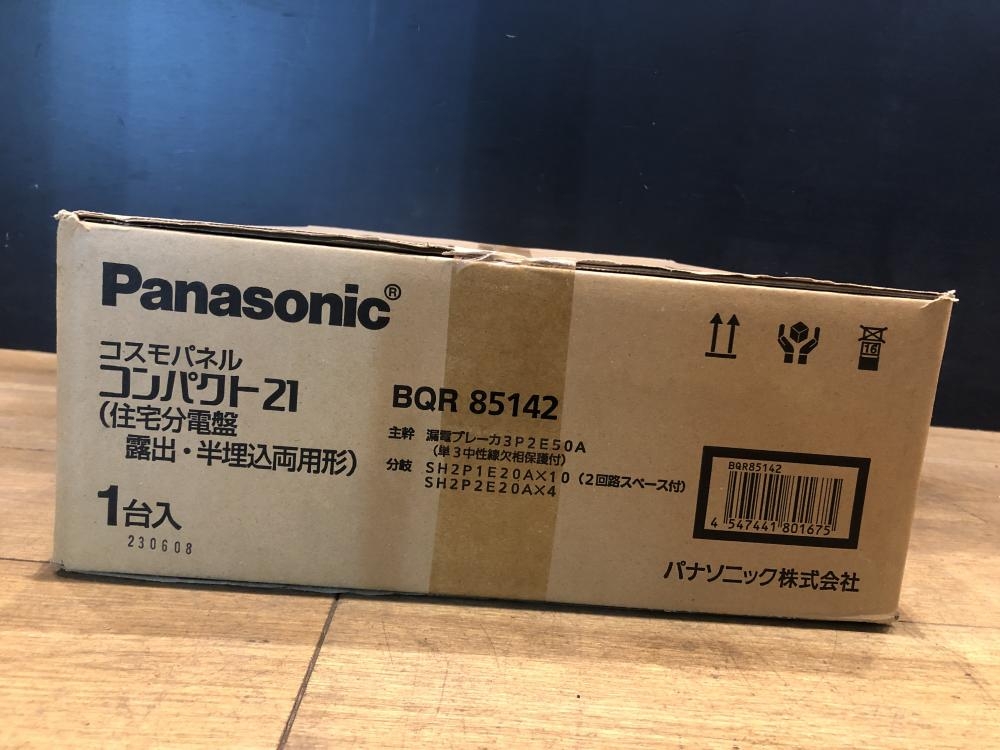 Panasonic®
コスモパネル
コンパクト21
(住宅分電盤
露出・半埋込両用形)
1台入
230608
BQR 85142
主幹 漏電ブレーカ3P2E50A
(単3中性線欠相保護付)
分岐 SH2P1E20A×10 (2回路スペース付)
SH2P2E20A×4
16
BQR85142
4 547441 801675
パナソニック株式会社